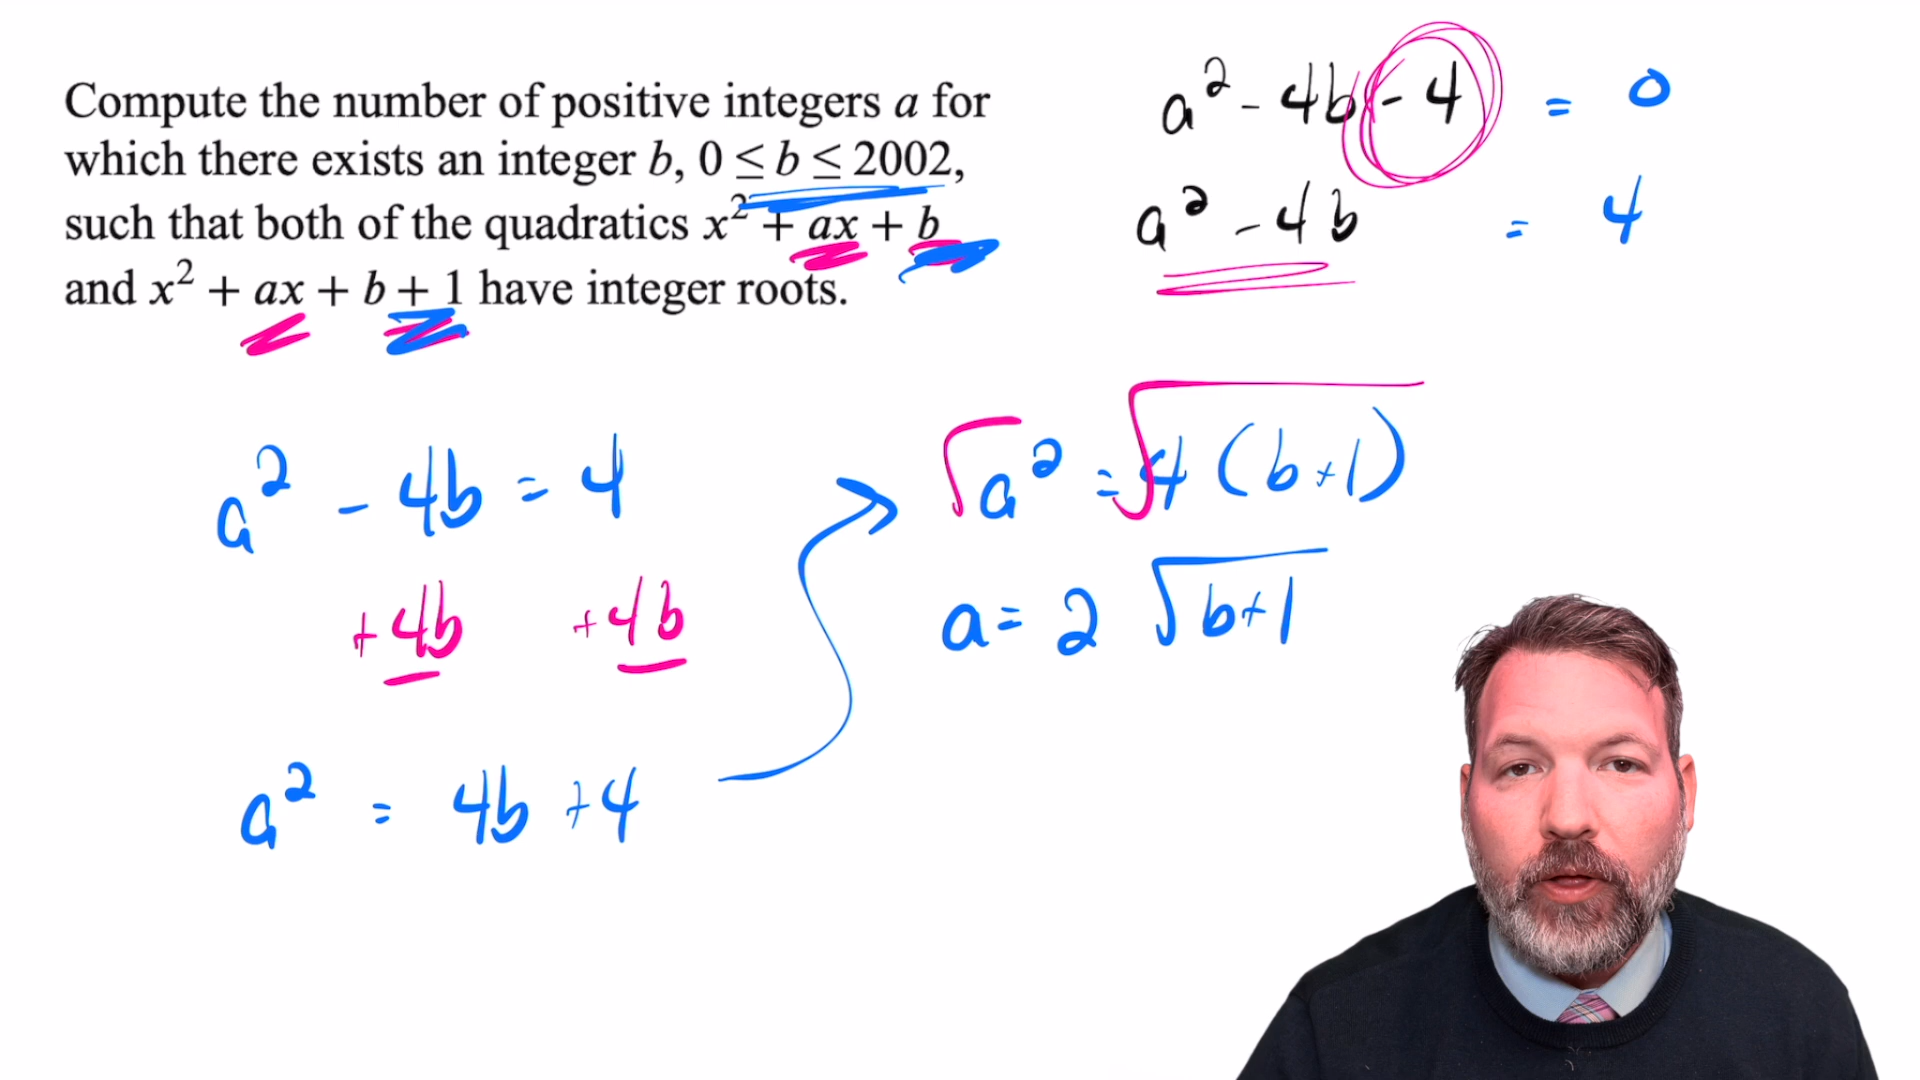 Compute the number of positive integers a for
which there exists an integer b, 0 ≤ b ≤ 2002,
such that both of the quadratics x² + ax + b
and x² + ax + b + 1 have integer roots.
a² - 4b - 4 = 0
a² - 4b = 4
a² - 4b = 4
+4b +4b
a² = 4b + 4
√a² = √4(b+1)
a = 2√b+1